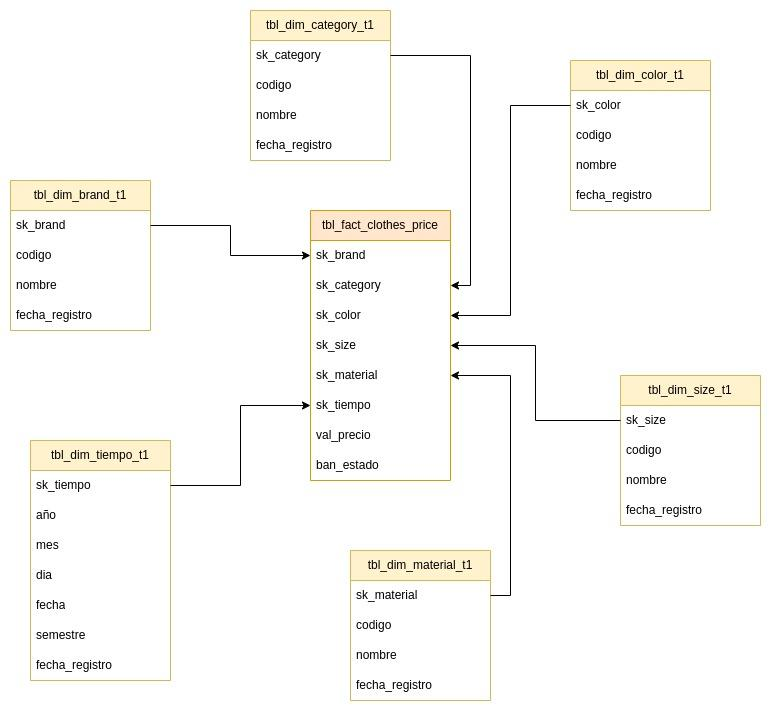 tbl_dim_category_t1
sk_category
codigo
nombre
fecha_registro
tbl_dim_color_t1
sk_color
codigo
nombre
fecha_registro
tbl_dim_brand_t1
sk_brand
codigo
nombre
fecha_registro
tbl_fact_clothes_price
sk_brand
sk_category
sk_color
sk_size
sk_material
sk_tiempo
val_precio
ban_estado
tbl_dim_size_t1
sk_size
codigo
nombre
fecha_registro
tbl_dim_tiempo_t1
sk_tiempo
año
mes
dia
fecha
semestre
fecha_registro
tbl_dim_material_t1
sk_material
codigo
nombre
fecha_registro